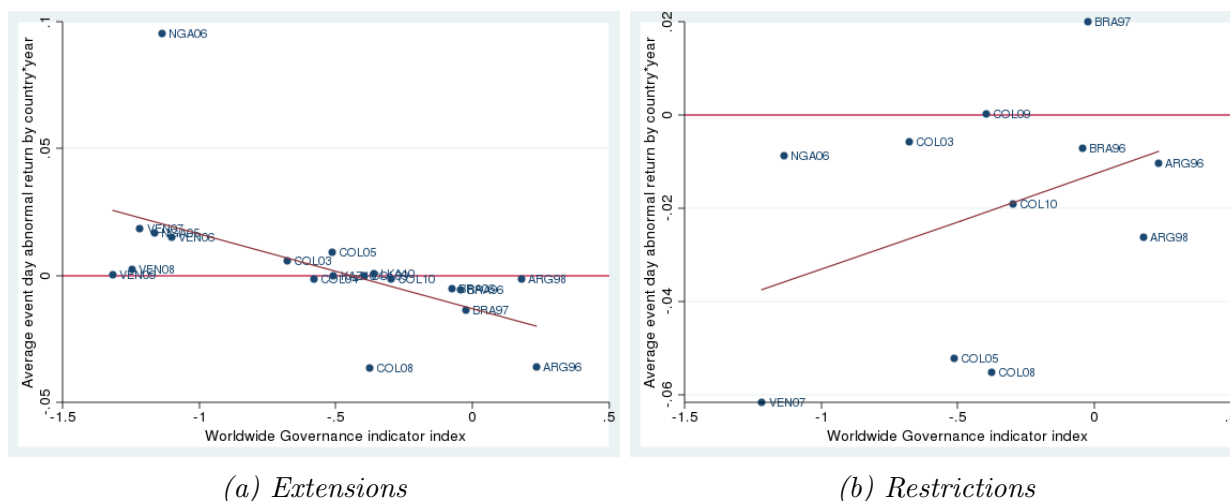 Average event day abnormal return by country*year
.1
.05
0
-.05
NGA06
VEN07
VEN06
VEN08
COL03
COL05
LKA10
COL10
ARG98
BRA96
BRA97
COL08
ARG96
-1.5
-1
-.5
0
.5
Worldwide Governance indicator index
(a) Extensions
Average event day abnormal return by country*year
.02
0
-.02
-.04
-.06
BRA97
COL09
COL03
BRA96
NGA06
ARG96
COL10
ARG98
COL05
COL08
VEN07
-1.5
-1
-.5
0
Worldwide Governance indicator index
(b) Restrictions